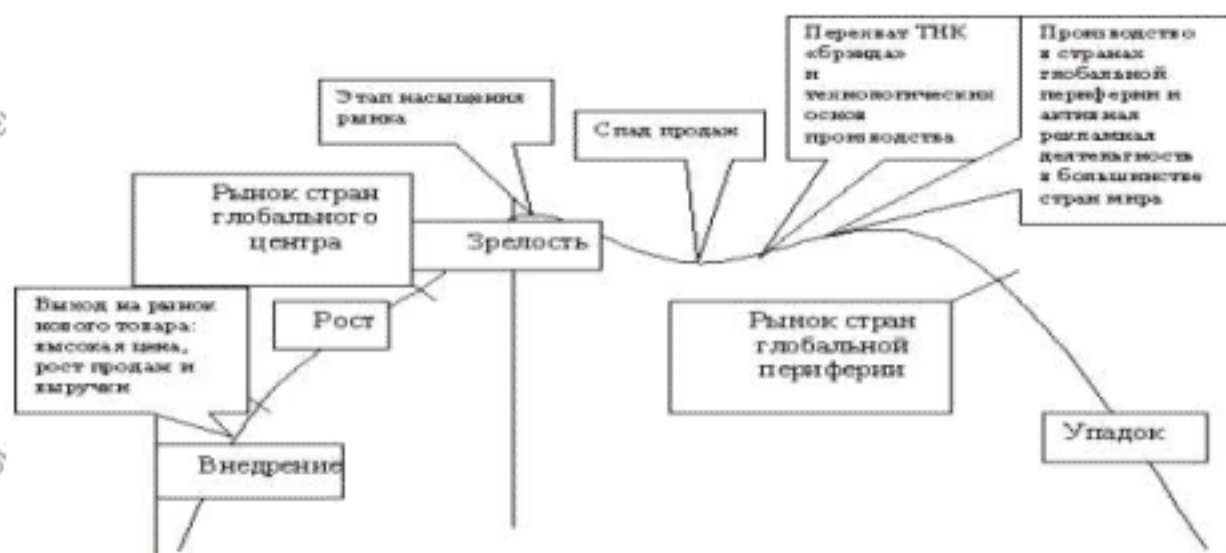 Этап насыщения
рынка
Спад продаж
Перехват ТНК
«брэнда»
и
технологических
основ
производства
Производство
в странах
глобальной
периферии и
активная
рекламная
деятельность
в большинстве
стран мира
Рынок стран
глобального
центра
Зрелость
Выход на рынок
нового товара:
высокая цена,
рост продаж и
выручки
Рост
Рынок стран
глобальной
периферии
Внедрение
Упадок